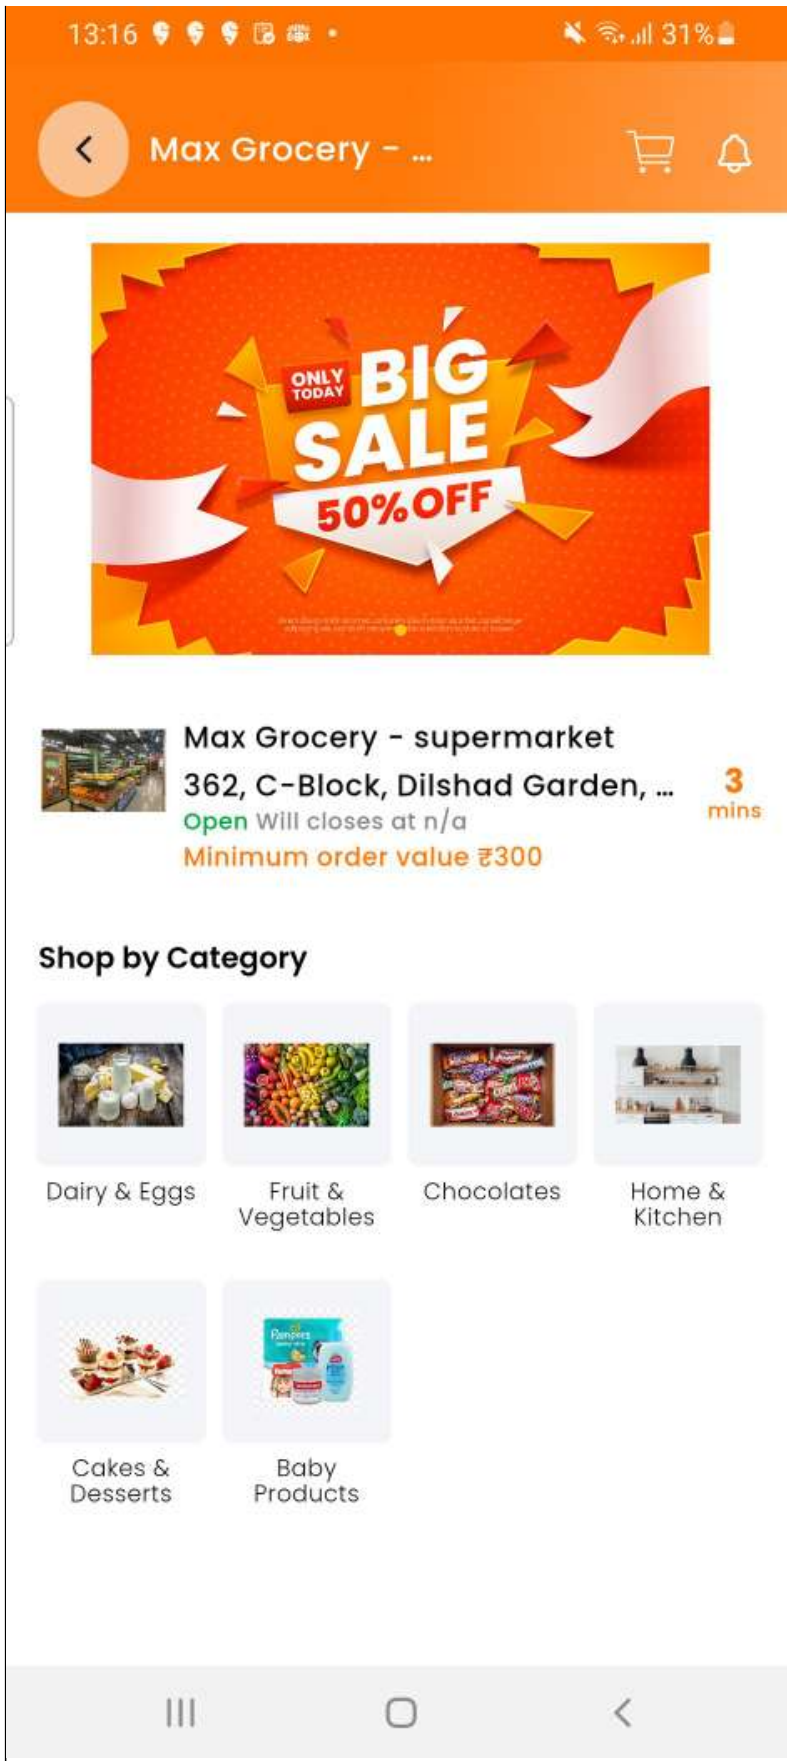 13:16
31%
Max Grocery - ...
ONLY
TODAY
BIG
SALE
50%OFF
Max Grocery - supermarket
362, C-Block, Dilshad Garden, ...
3
mins
Open Will closes at n/a
Minimum order value ₹300
Shop by Category
Dairy & Eggs
Fruit &
Vegetables
Chocolates
Home &
Kitchen
Pampers
Cakes &
Desserts
Baby
Products